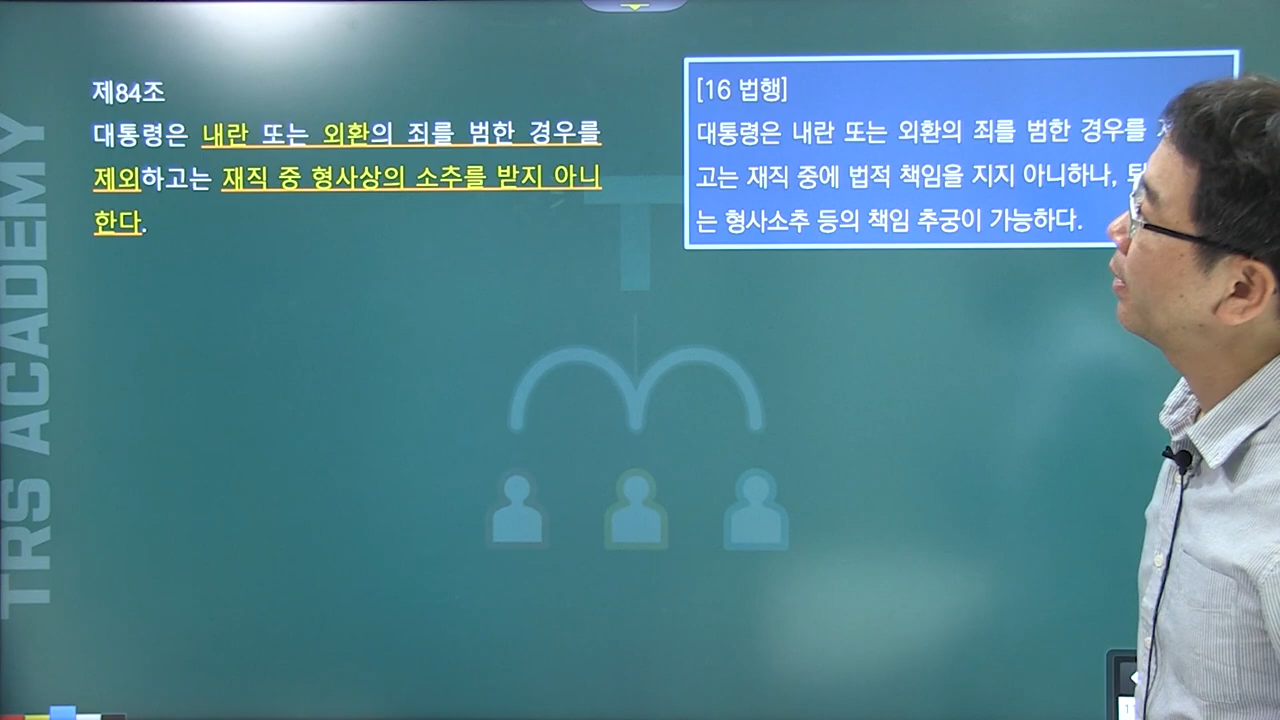 제84조
대통령은 내란 또는 외환의 죄를 범한 경우를
제외하고는 재직 중 형사상의 소추를 받지 아니
한다.
[16 법행]
대통령은 내란 또는 외환의 죄를 범한 경우를
고는 재직 중에 법적 책임을 지지 아니하나,
는 형사소추 등의 책임 추궁이 가능하다.
TRS ACADEMY